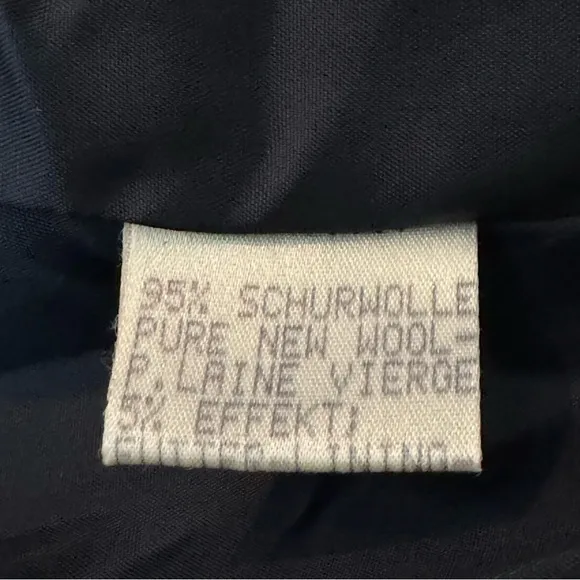 95% SCHURWOLLE
PURE NEW WOOL-
P. LAINE VIERGE
5% EFFEKT: